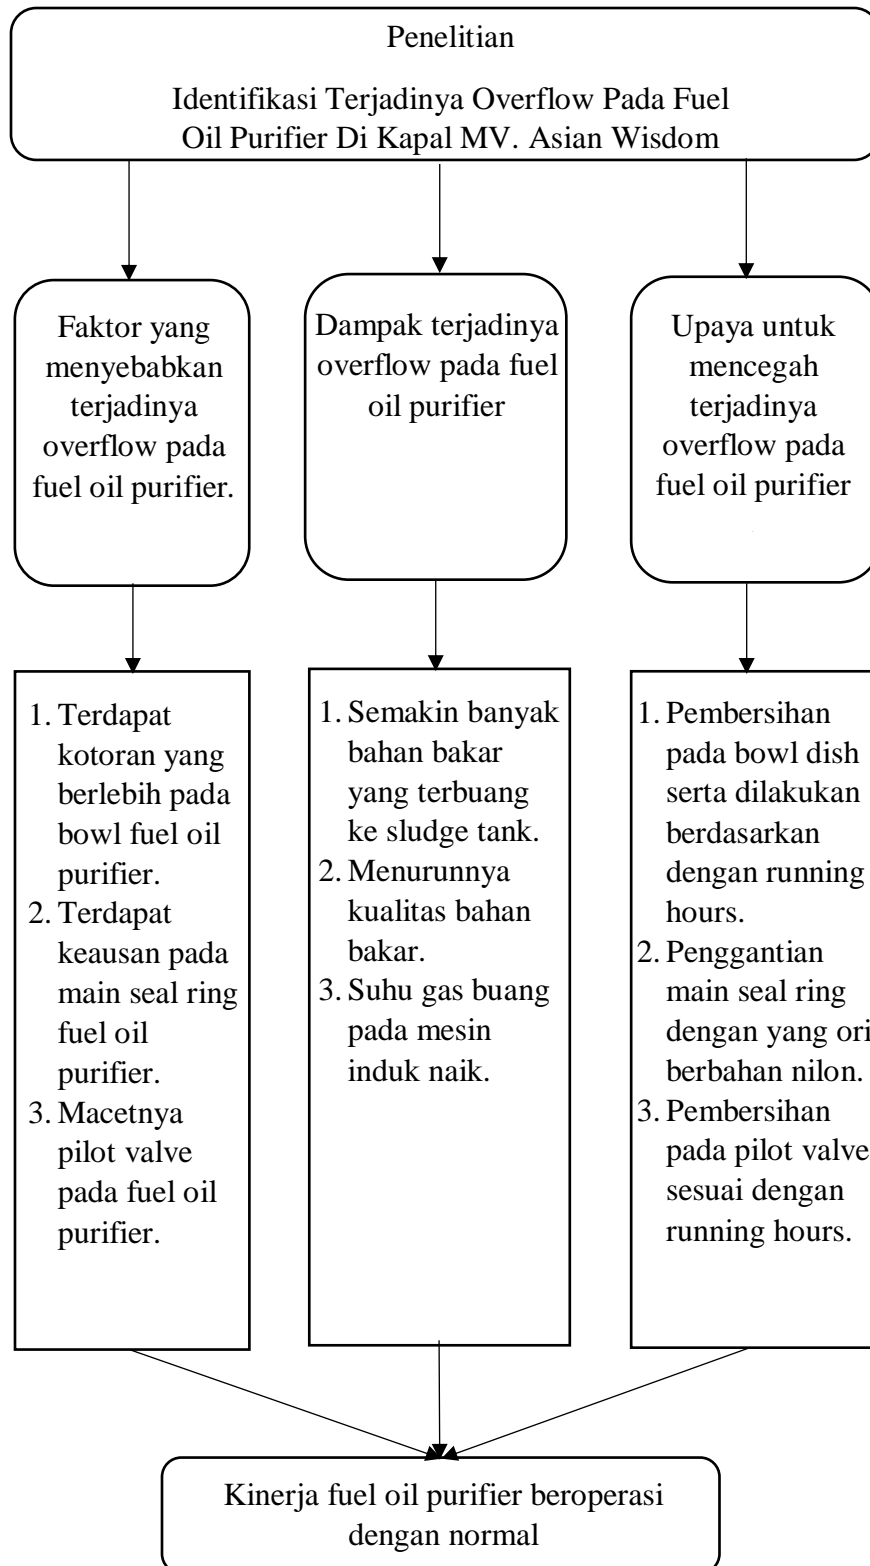 Penelitian
Identifikasi Terjadinya Overflow Pada Fuel
Oil Purifier Di Kapal MV. Asian Wisdom
Faktor yang
menyebabkan
terjadinya
overflow pada
fuel oil purifier.
Dampak terjadinya
overflow pada fuel
oil purifier
Upaya untuk
mencegah
terjadinya
overflow pada
fuel oil purifier
1. Terdapat
kotoran yang
berlebih pada
bowl fuel oil
purifier.
2. Terdapat
keausan pada
main seal ring
fuel oil
purifier.
3. Macetnya
pilot valve
pada fuel oil
purifier.
1. Semakin banyak
bahan bakar
yang terbuang
ke sludge tank.
2. Menurunnya
kualitas bahan
bakar.
3. Suhu gas buang
pada mesin
induk naik.
1. Pembersihan
pada bowl dish
serta dilakukan
berdasarkan
dengan running
hours.
2. Penggantian
main seal ring
dengan yang ori
berbahan nilon.
3. Pembersihan
pada pilot valve
sesuai dengan
running hours.
Kinerja fuel oil purifier beroperasi
dengan normal